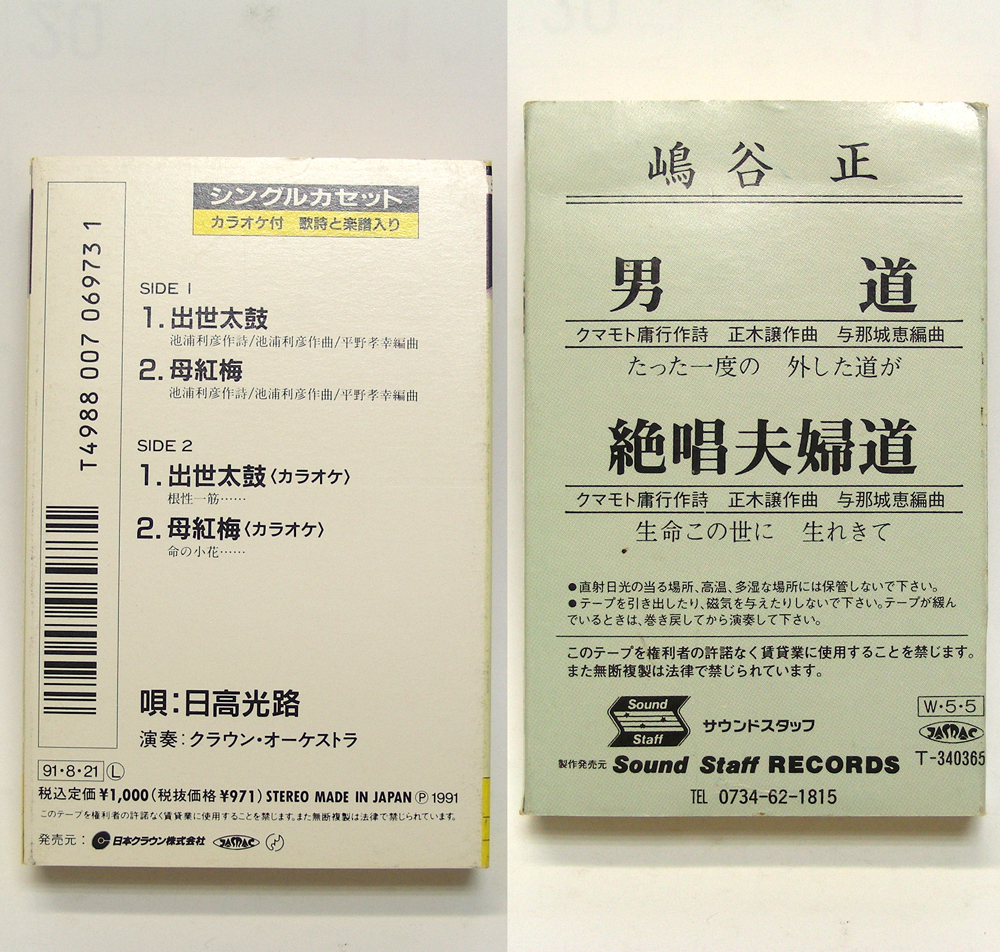 シングルカセット
カラオケ付 歌詩と楽譜入り
T4988 007 06973 1
SIDE 1
1. 出世太鼓
池浦利彦作詩/池浦利彦作曲/平野孝幸編曲
2. 母紅梅
池浦利彦作詩/池浦利彦作曲/平野孝幸編曲
SIDE 2
1. 出世太鼓〈カラオケ〉
根性一筋……
2. 母紅梅〈カラオケ〉
命の小花……
唄:日高光路
演奏:クラウン・オーケストラ
91・8・21 Ⓛ
税込定価¥1,000(税抜価格¥971) STEREO MADE IN JAPAN Ⓟ 1991
このテープを権利者の許諾なく賃貸業に使用することを禁じます。また無断複製は法律で禁じられています。
発売元: 日本クラウン株式会社 JASRAC
嶋谷 正
男 道
クマモト庸行作詩 正木譲作曲 与那城恵編曲
たった一度の 外した道が
絶唱夫婦道
クマモト庸行作詩 正木譲作曲 与那城恵編曲
生命この世に 生れきて
●直射日光の当る場所、高温、多湿な場所には保管しないで下さい。
●テープを引き出したり、磁気を与えたりしないで下さい。テープが緩ん
でいるときは、巻き戻してから演奏して下さい。
このテープを権利者の許諾なく賃貸業に使用することを禁じます。
また無断複製は法律で禁じられています。
Sound Staff サウンドスタッフ
W・5・5
JASRAC
T-340365
製作発売元 Sound Staff RECORDS
TEL 0734-62-1815